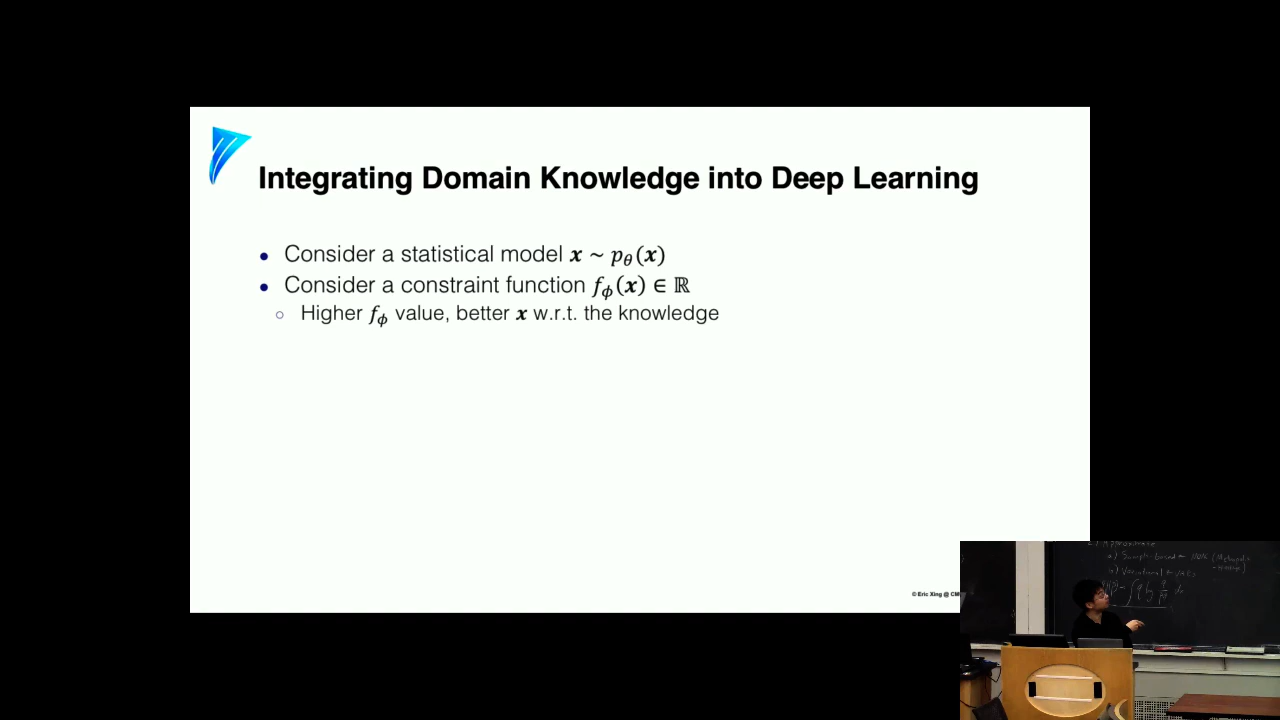 Integrating Domain Knowledge into Deep Learning
• Consider a statistical model 𝒙 ~ p_θ(𝒙)
• Consider a constraint function f_ϕ(𝒙) ∈ ℝ
○ Higher f_ϕ value, better 𝒙 w.r.t. the knowledge
© Eric Xing @ CM